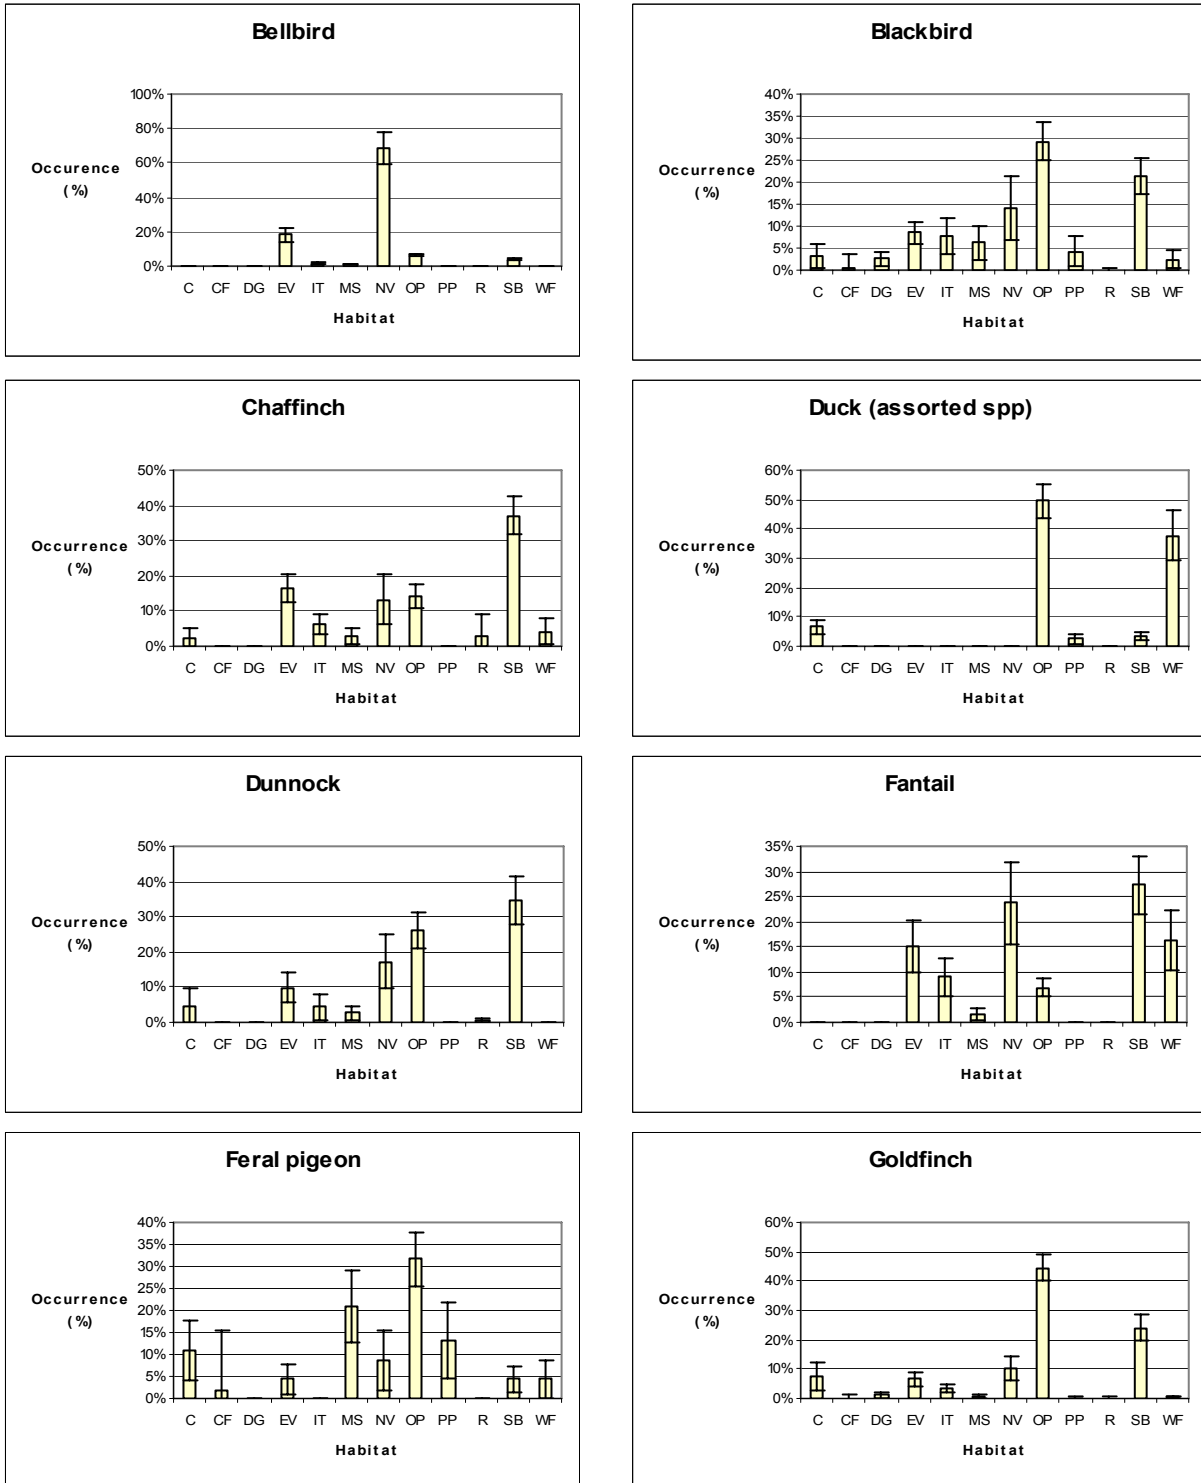 Bellbird
100%
80%
60%
40%
20%
0%
Occurence
(%)
C CF DG EV IT MS NV OP PP R SB WF
Habitat
Blackbird
40%
35%
30%
25%
20%
15%
10%
5%
0%
Occurrence
(%)
C CF DG EV IT MS NV OP PP R SB WF
Habitat
Chaffinch
50%
40%
30%
20%
10%
0%
Occurrence
(%)
C CF DG EV IT MS NV OP PP R SB WF
Habitat
Duck (assorted spp)
60%
50%
40%
30%
20%
10%
0%
Occurrence
(%)
C CF DG EV IT MS NV OP PP R SB WF
Habitat
Dunnock
50%
40%
30%
20%
10%
0%
Occurrence
(%)
C CF DG EV IT MS NV OP PP R SB WF
Habitat
Fantail
35%
30%
25%
20%
15%
10%
5%
0%
Occurrence
(%)
C CF DG EV IT MS NV OP PP R SB WF
Habitat
Feral pigeon
40%
35%
30%
25%
20%
15%
10%
5%
0%
Occurrence
(%)
C CF DG EV IT MS NV OP PP R SB WF
Habitat
Goldfinch
60%
50%
40%
30%
20%
10%
0%
Occurrence
(%)
C CF DG EV IT MS NV OP PP R SB WF
Habitat